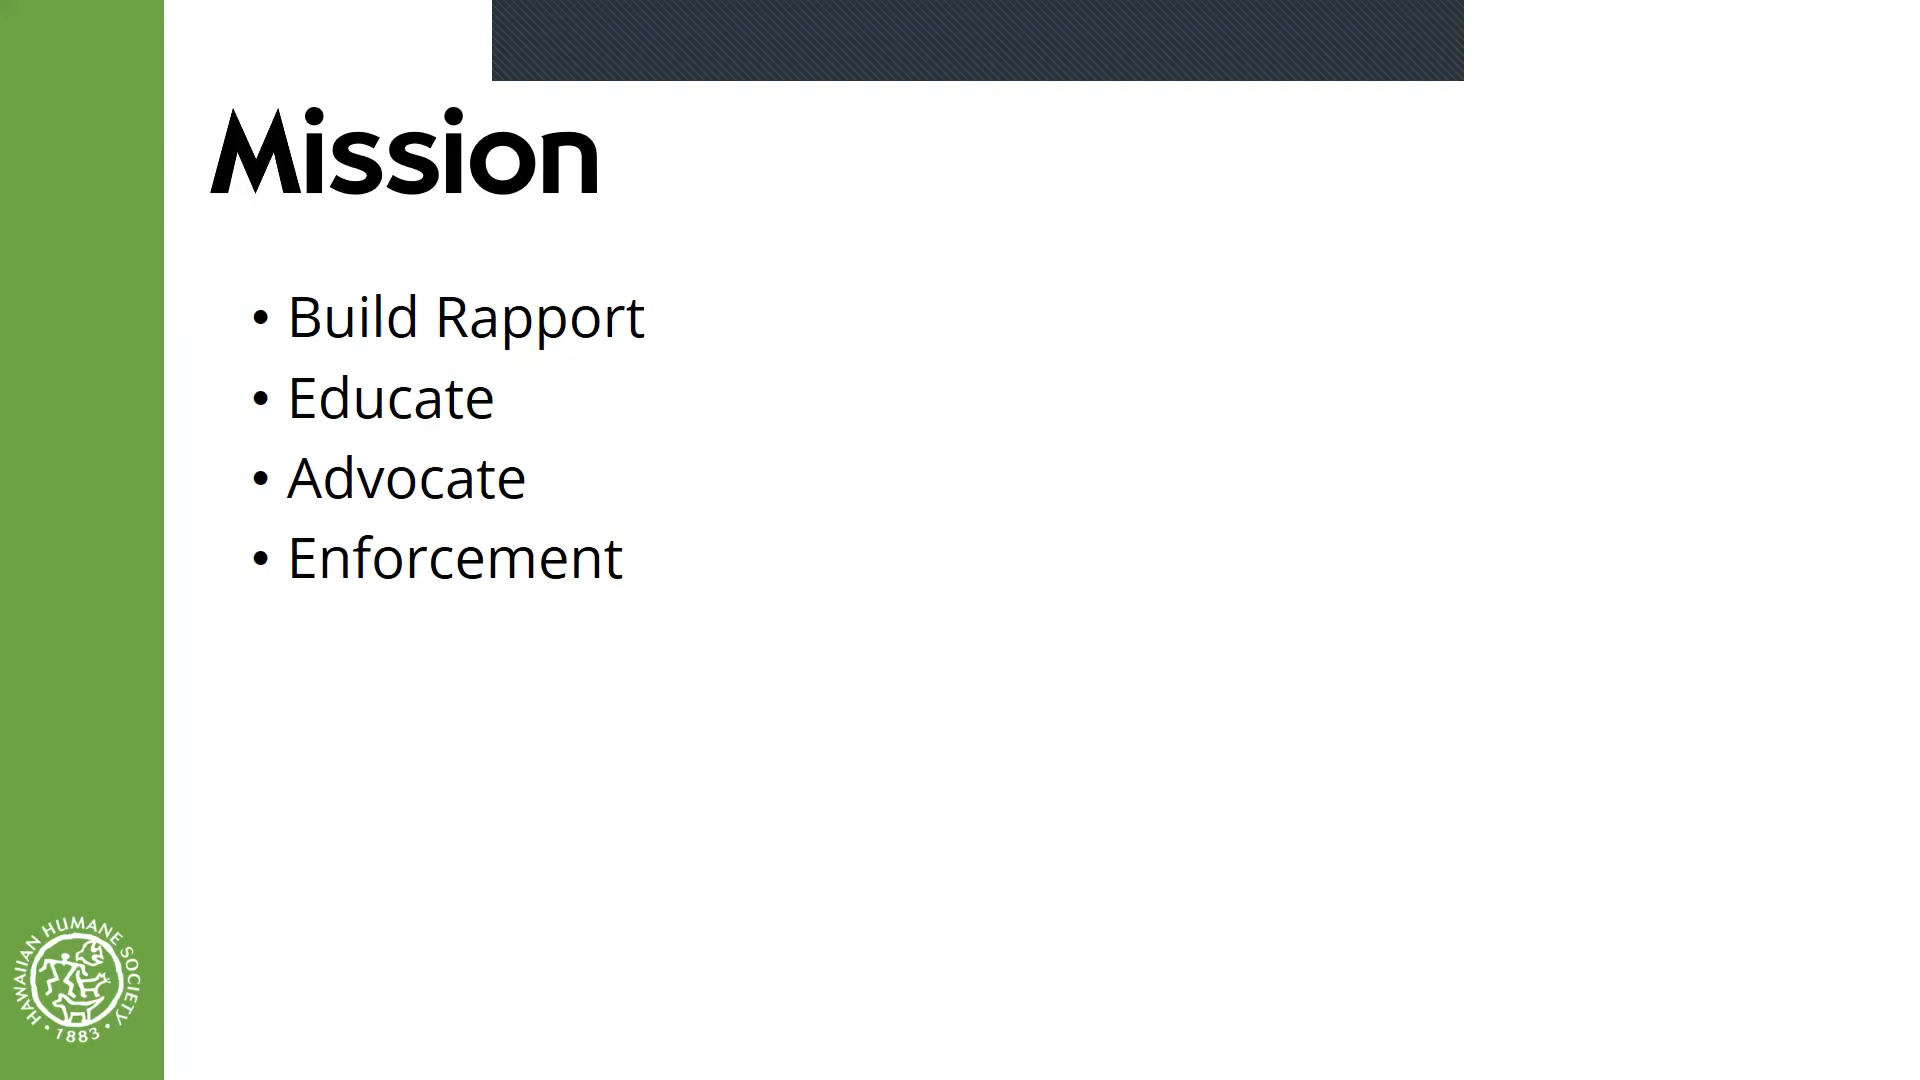 Mission
• Build Rapport
• Educate
• Advocate
• Enforcement
HAWAIIAN HUMANE SOCIETY
• 1883 •